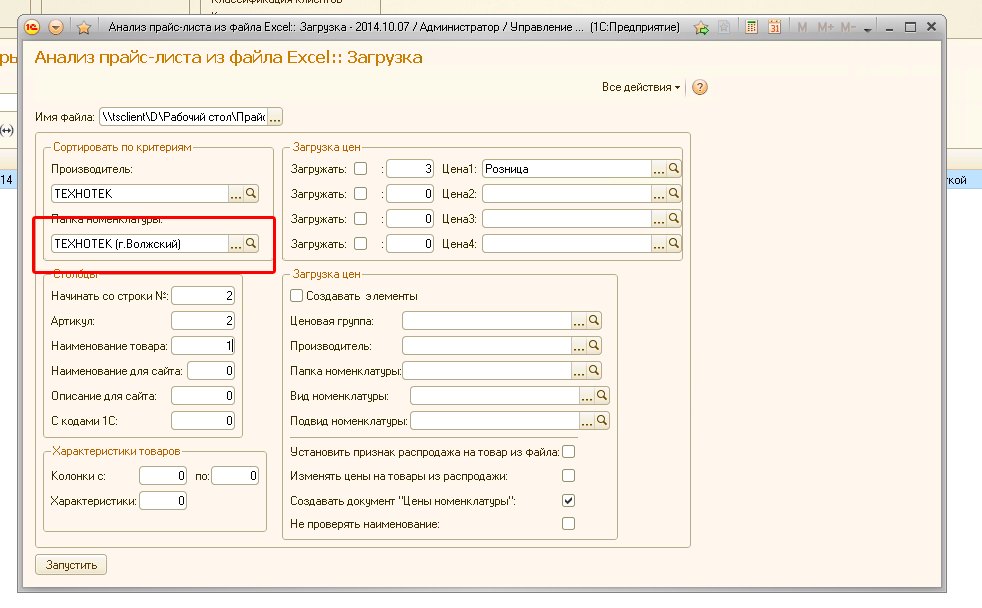 Классификация клиентов
Анализ прайс-листа из файла Excel:: Загрузка - 2014.10.07 / Администратор / Управление ... (1С:Предприятие)
M M+ M-
Анализ прайс-листа из файла Excel:: Загрузка
Все действия
Имя файла: \\tsclient\D\Рабочий стол\Прайс ...
Сортировать по критериям
Производитель:
ТЕХНОТЕК ...
Папка номенклатуры:
ТЕХНОТЕК (г.Волжский) ...
Загрузка цен
Загружать: : 3 Цена1: Розница ...
Загружать: : 0 Цена2: ...
Загружать: : 0 Цена3: ...
Загружать: : 0 Цена4: ...
Столбцы
Начинать со строки №: 2
Артикул: 2
Наименование товара: 1
Наименование для сайта: 0
Описание для сайта: 0
С кодами 1С: 0
Загрузка цен
Создавать элементы
Ценовая группа: ...
Производитель: ...
Папка номенклатуры: ...
Вид номенклатуры: ...
Подвид номенклатуры: ...
Установить признак распродажа на товар из файла:
Изменять цены на товары из распродажи:
Создавать документ "Цены номенклатуры":
Не проверять наименование:
Характеристики товаров
Колонки с: 0 по: 0
Характеристики: 0
Запустить
14
ткой